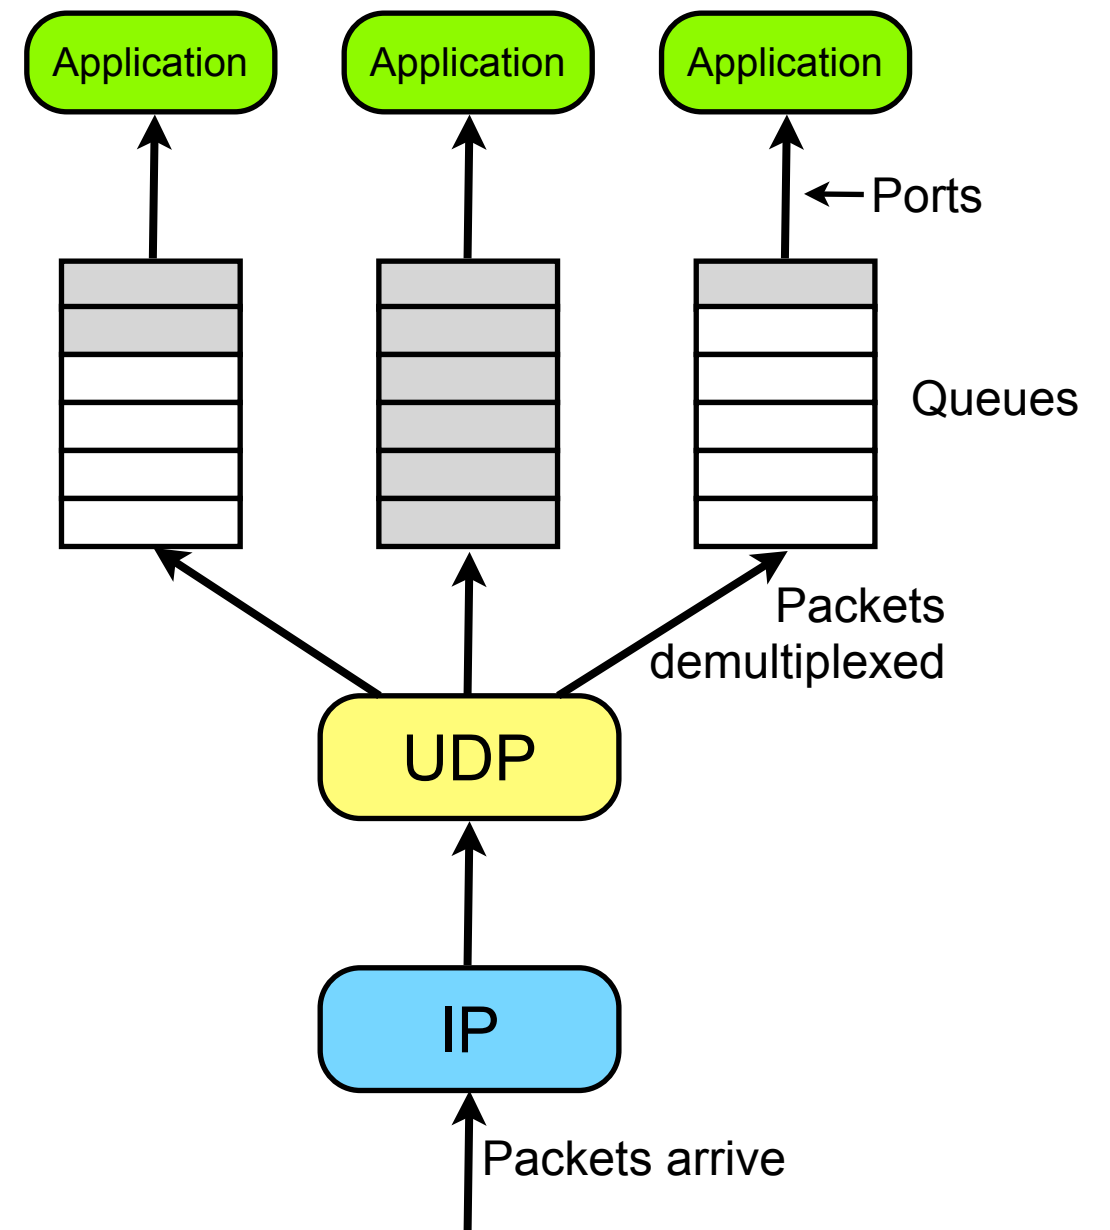 Application
Application
Application
Ports
Queues
Packets
demultiplexed
UDP
IP
Packets arrive